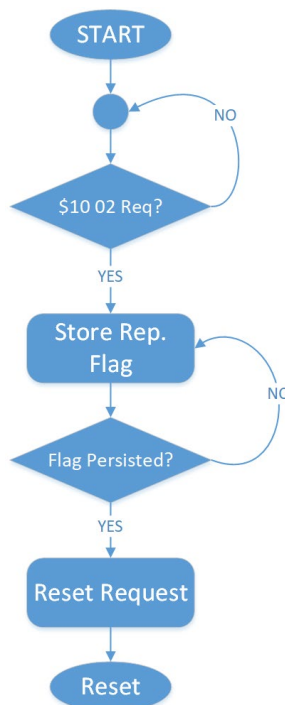 START
NO
$10 02 Req?
YES
Store Rep.
Flag
NO
Flag Persisted?
YES
Reset Request
Reset